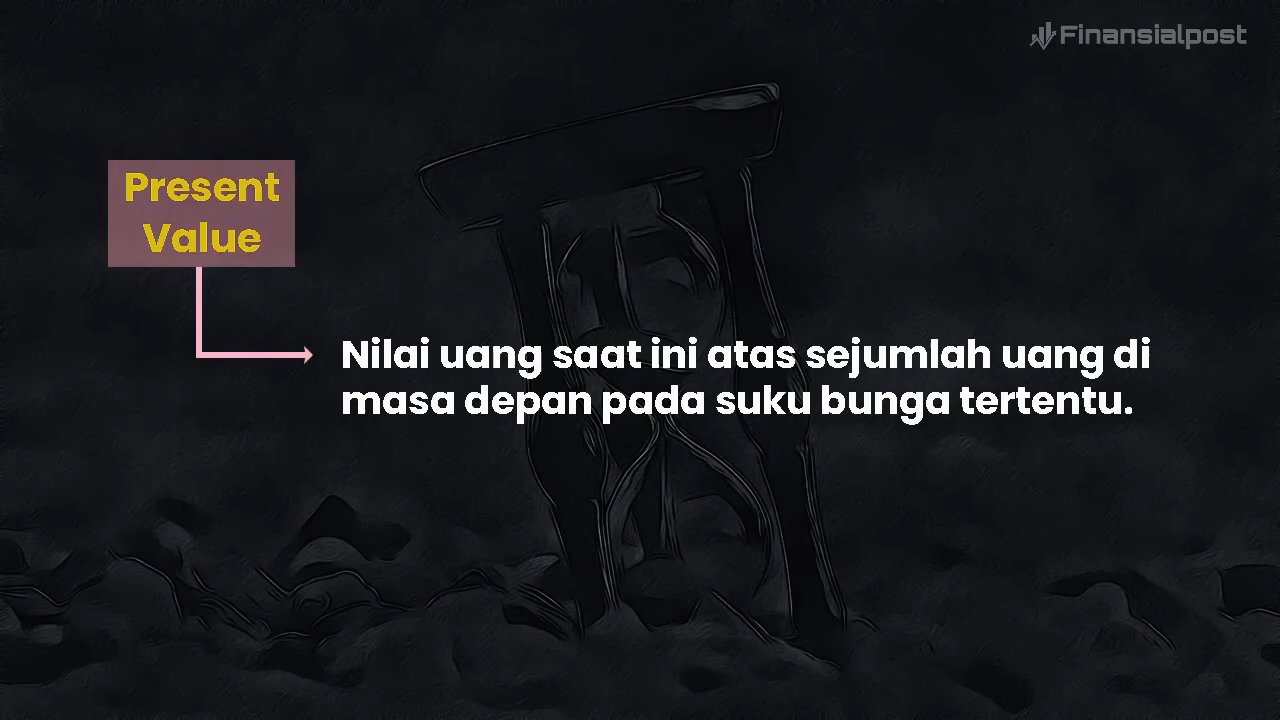 Finansialpost
Present
Value
Nilai uang saat ini atas sejumlah uang di
masa depan pada suku bunga tertentu.